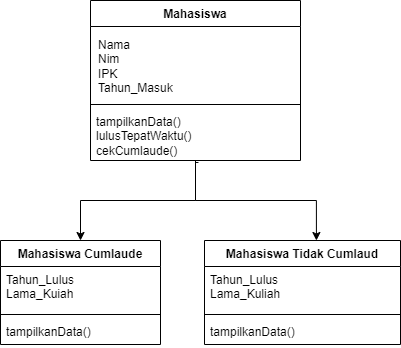 Mahasiswa
Nama
Nim
IPK
Tahun_Masuk
tampilkanData()
lulusTepatWaktu()
cekCumlaude()
Mahasiswa Cumlaude
Tahun_Lulus
Lama_Kuiah
tampilkanData()
Mahasiswa Tidak Cumlaud
Tahun_Lulus
Lama_Kuliah
tampilkanData()